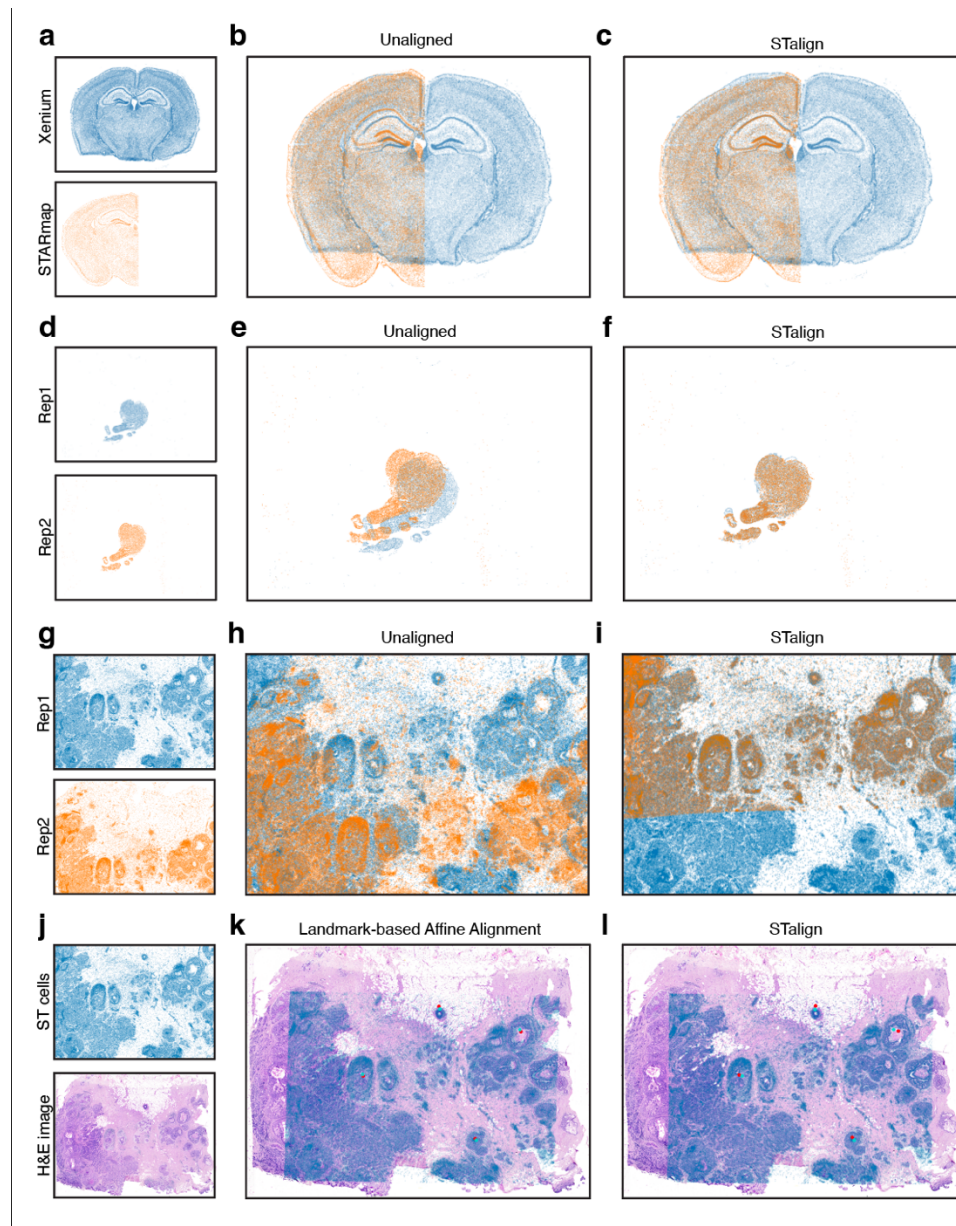 a
b
Unaligned
c
STalign
Xenium
STARmap
d
e
Unaligned
f
STalign
Rep1
Rep2
g
h
Unaligned
i
STalign
Rep1
Rep2
j
k
Landmark-based Affine Alignment
l
STalign
ST cells
H&E image